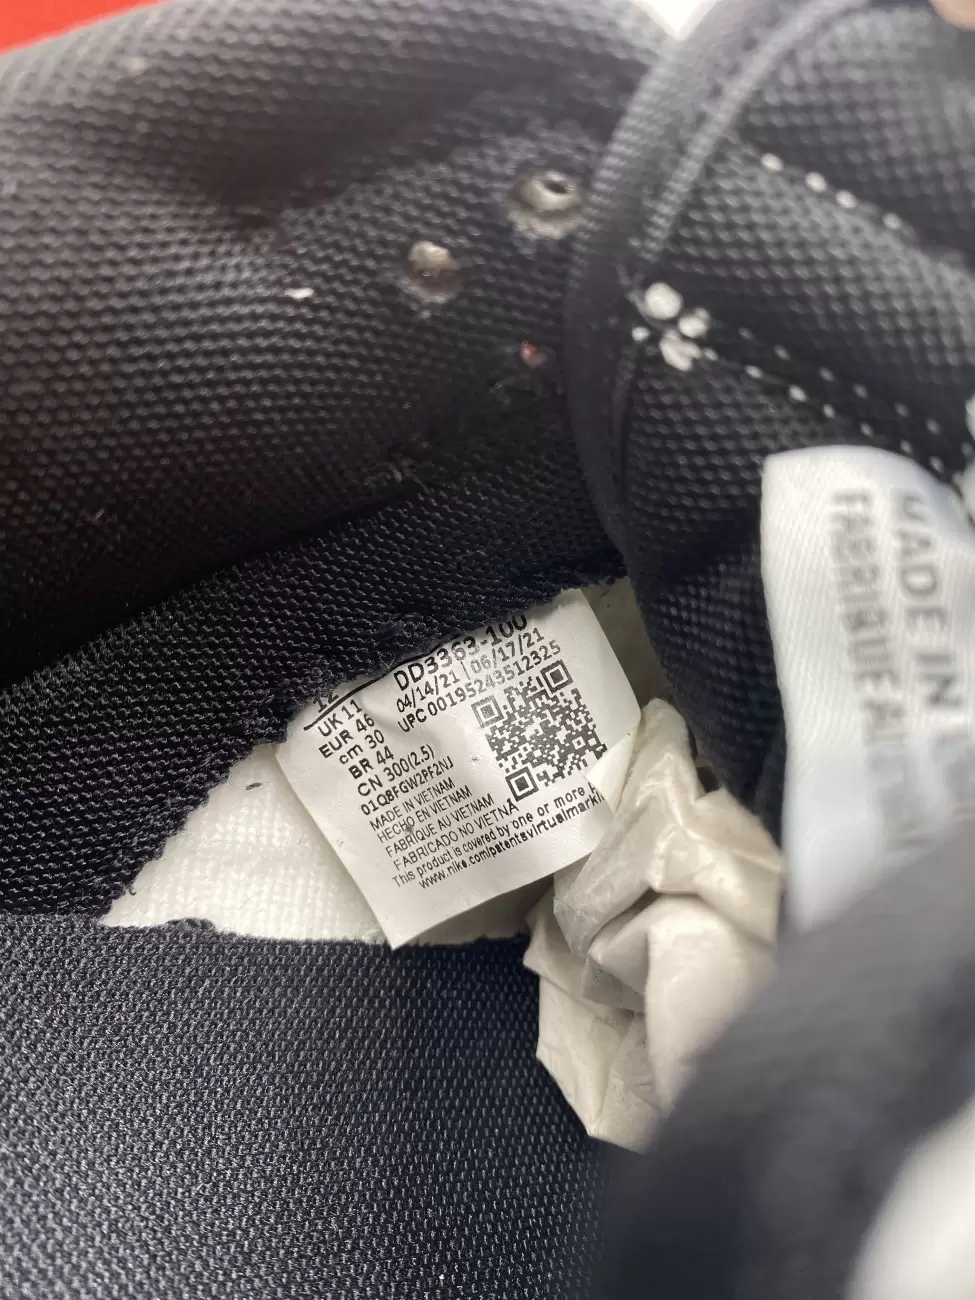 12
UK 11
EUR 46
cm 30
BR 44
CN 300(2.5)
DD3363-100
04/14/21 | 06/17/21
UPC 00195243512325
01Q8FGW2PF2NJ
MADE IN VIETNAM
HECHO EN VIETNAM
FABRIQUE AU VIETNAM
FABRICADO NO VIETNA
This product is covered by one or more
www.nike.com/patentsvirtualmarki
MADE IN
FABRIQUE AU